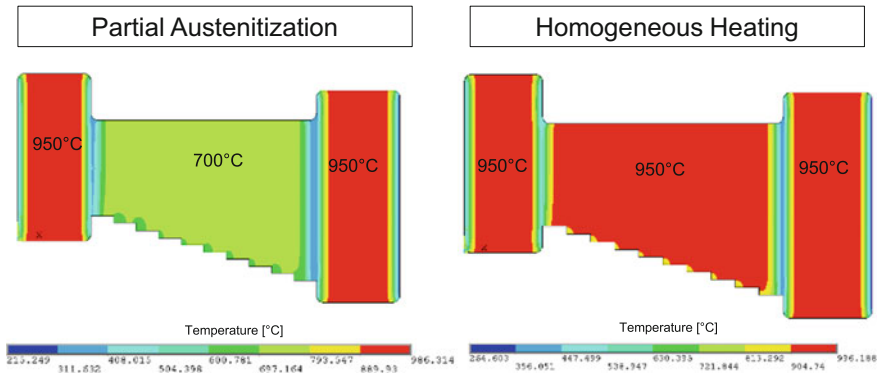 Partial Austenitization
Homogeneous Heating
950°C
700°C
950°C
950°C
950°C
950°C
X
Temperature [°C]
Temperature [°C]
215.249 408.015 600.781 793.547 986.314
311.632 504.398 697.164 889.93
264.603 447.499 630.395 813.292 996.188
356.051 538.947 721.844 904.74